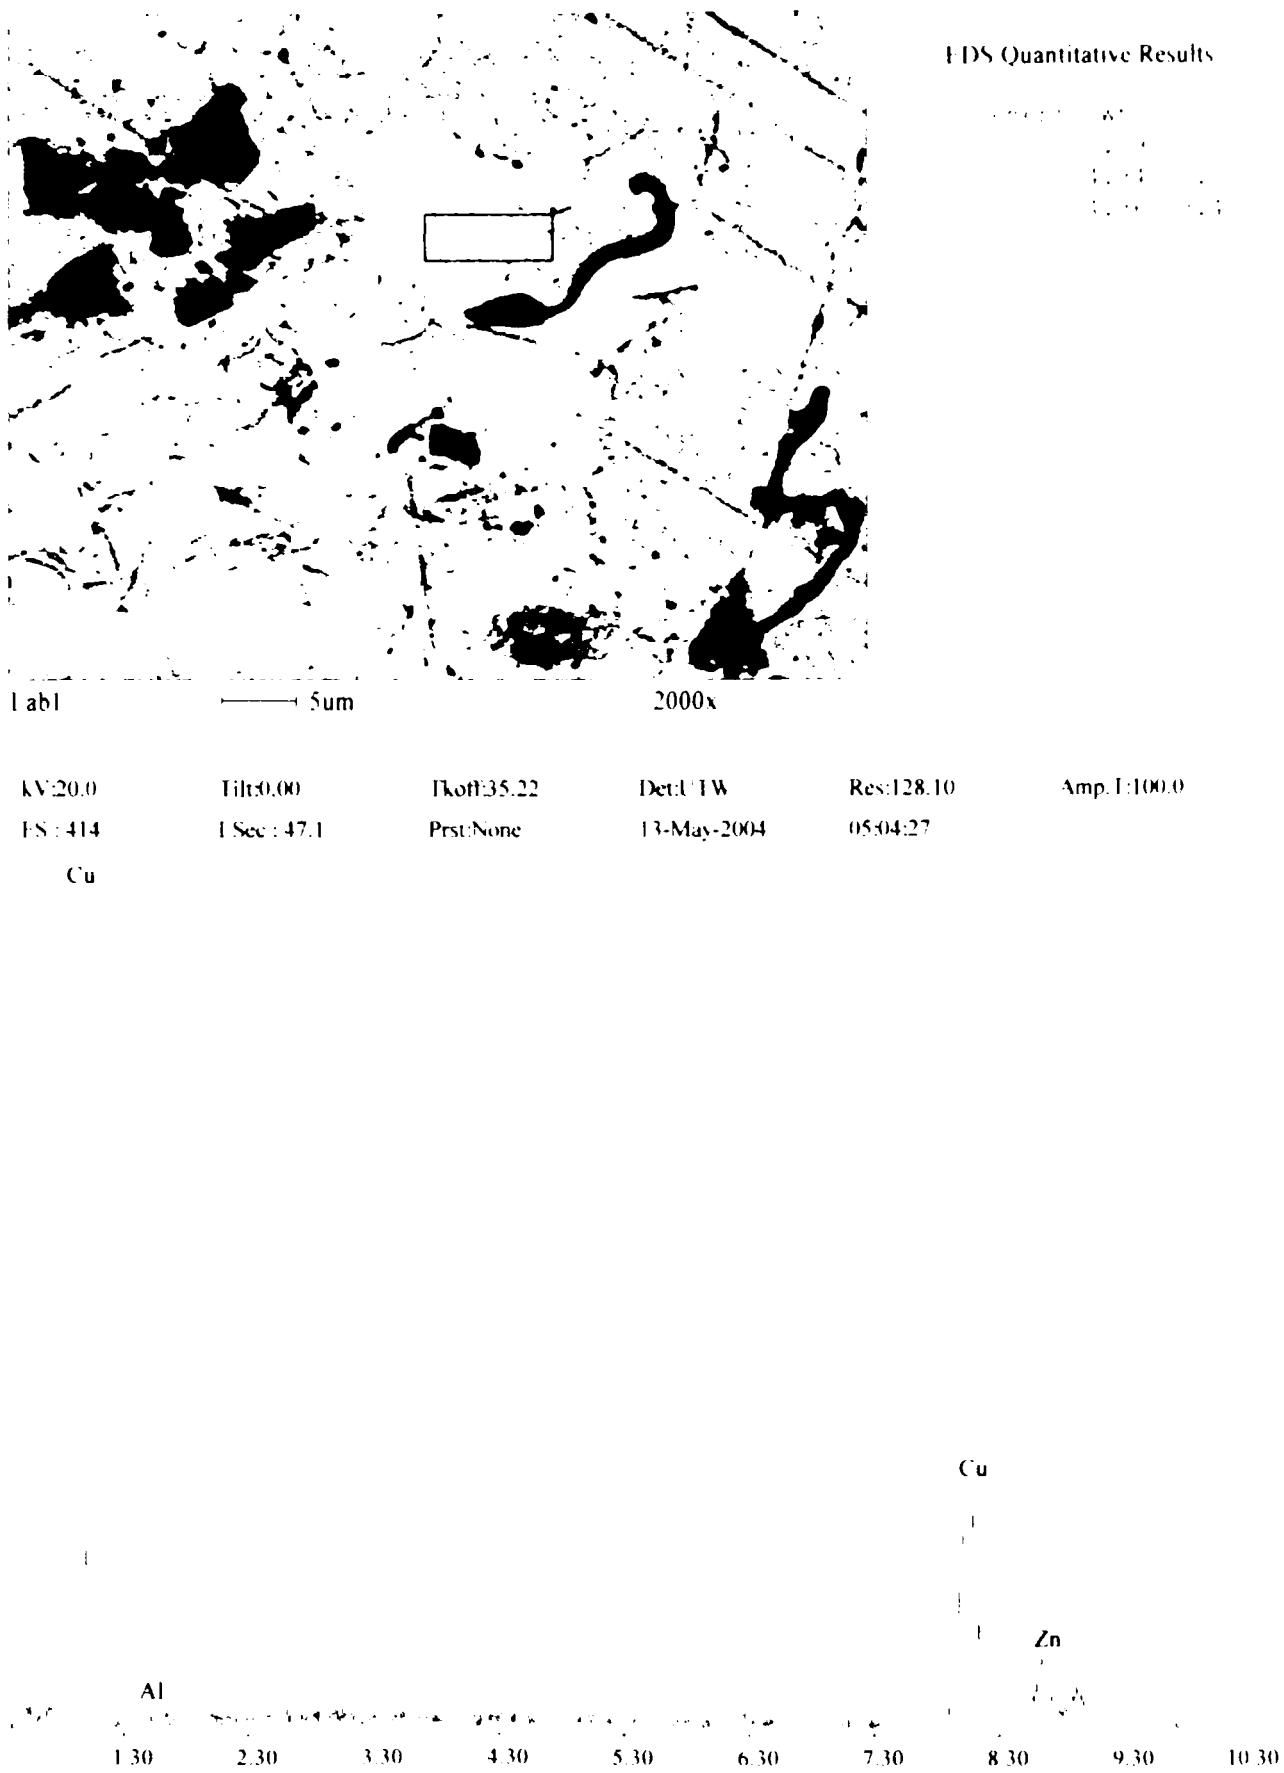 EDS Quantitative Results
Lab1 5um 2000x
kV:20.0 Tilt:0.00 Tkoff:35.22 Det:UTW Res:128.10 Amp.T:100.0
FS : 414 LSec : 47.1 Prst:None 13-May-2004 05:04:27
Cu
Cu
Zn
Al
1.30 2.30 3.30 4.30 5.30 6.30 7.30 8.30 9.30 10.30